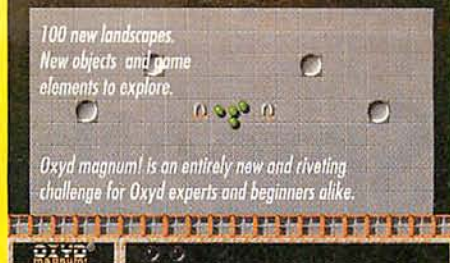 100 new landscapes.
New objects and game
elements to explore.
Oxyd magnum! is an entirely new and riveting
challenge for Oxyd experts and beginners alike.
OXYD®
magnum!